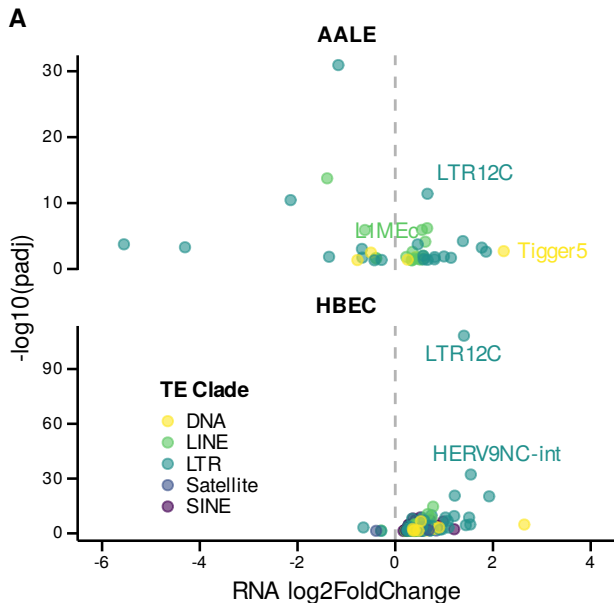 A
AALE
30
20
10
0
LTR12C
L1MEc
Tigger5
-log10(padj)
HBEC
90
60
30
0
LTR12C
HERV9NC-int
TE Clade
DNA
LINE
LTR
Satellite
SINE
-6 -4 -2 0 2 4
RNA log2FoldChange